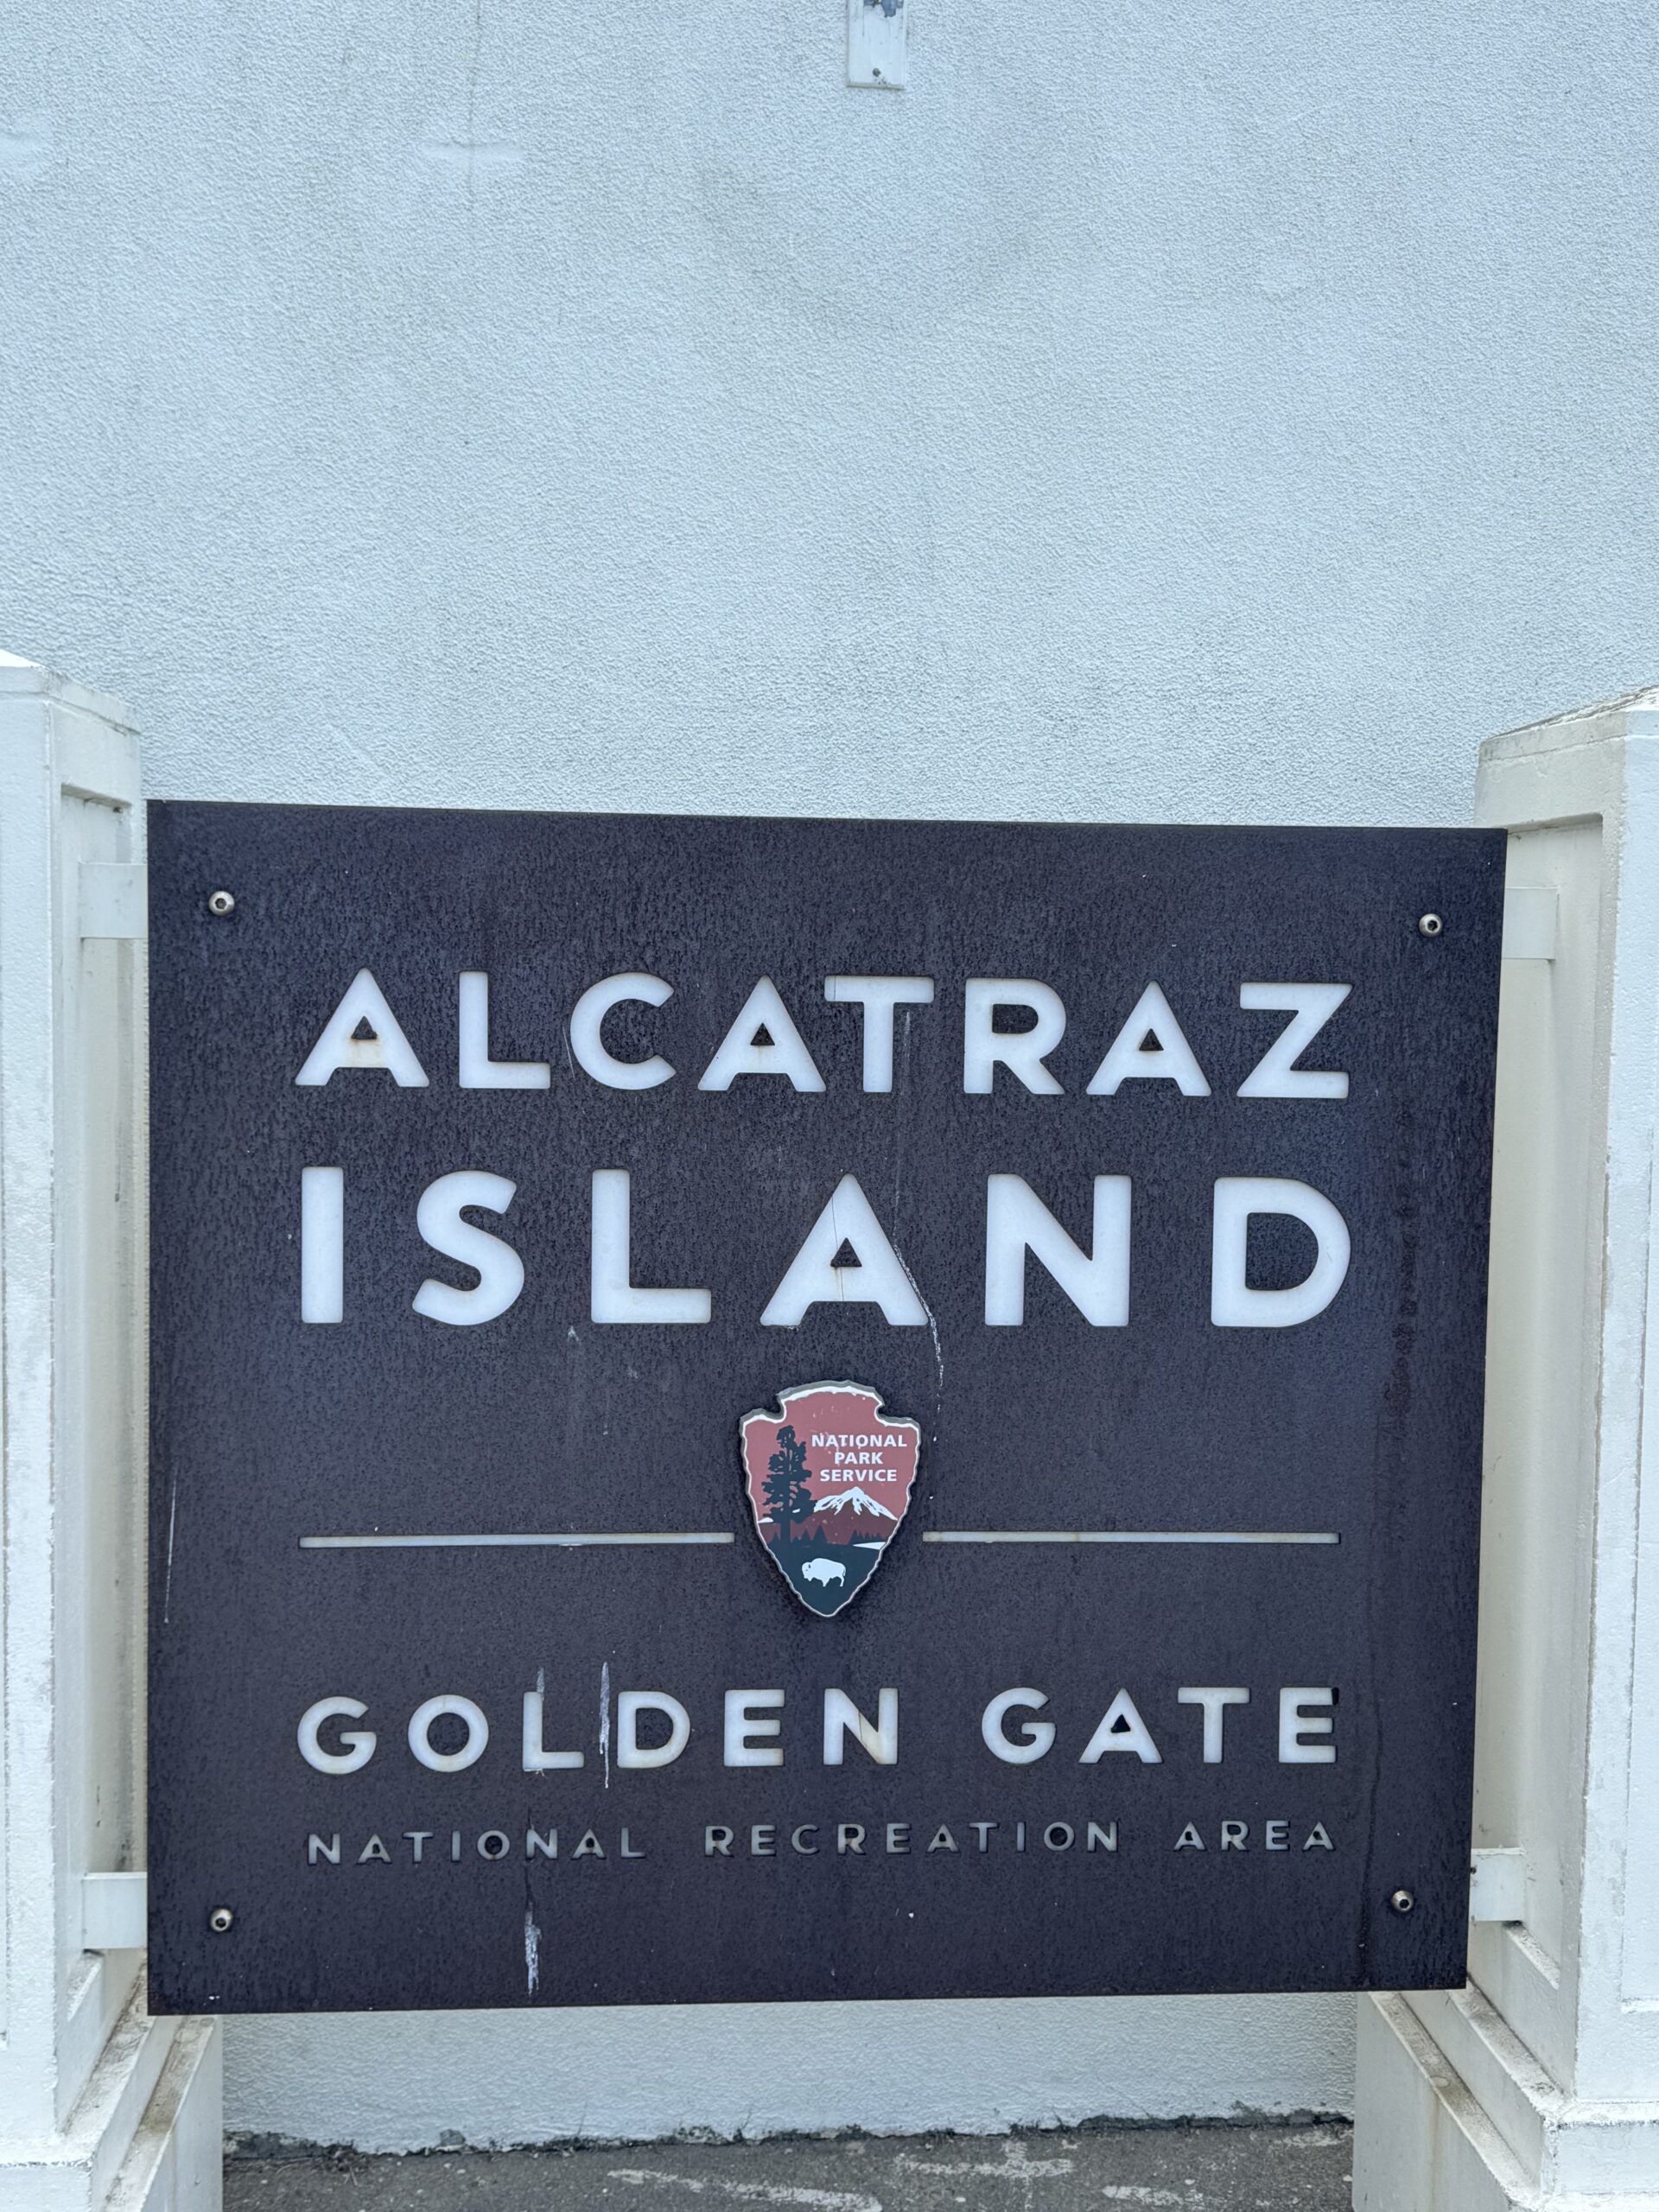 ALCATRAZ
ISLAND
NATIONAL
PARK
SERVICE
GOLDEN GATE
NATIONAL RECREATION AREA